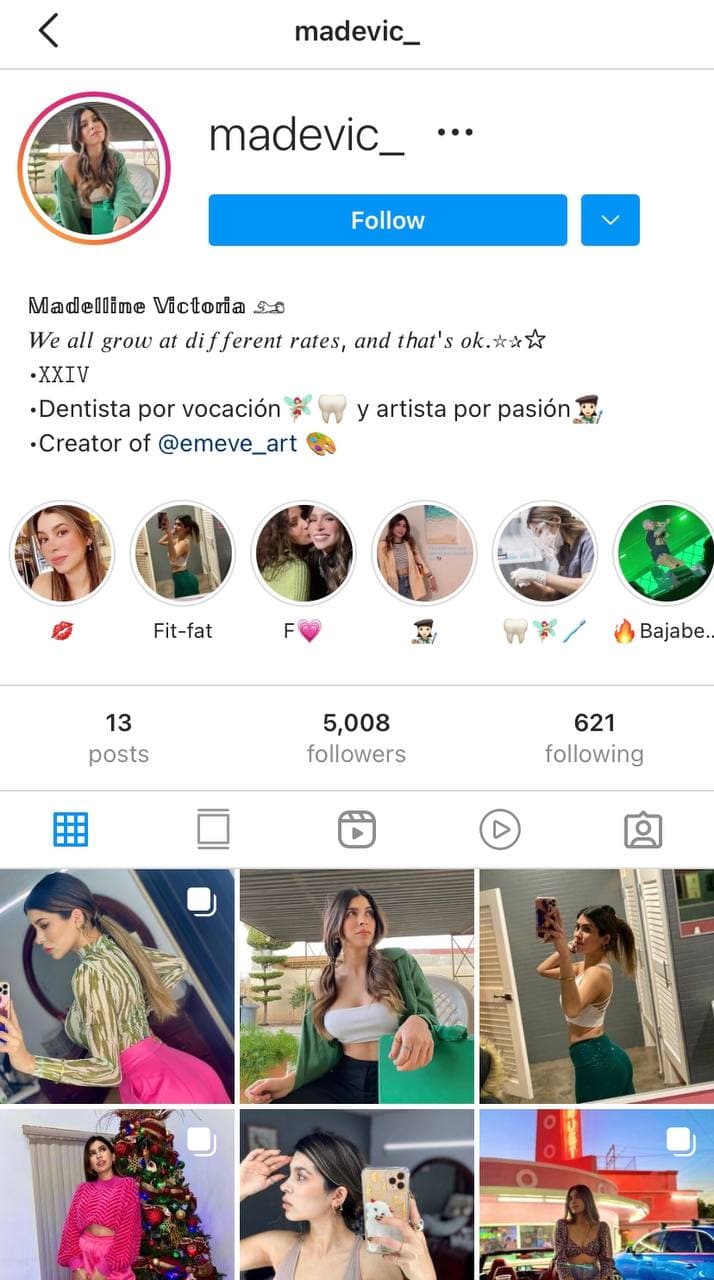 madevic_
madevic_ •••
Follow
𝕄𝕒𝕕𝕖𝕝𝕝𝕚𝕟𝕖 𝕍𝕚𝕔𝕥𝕠𝕣𝕚𝕒
𝑊𝑒 𝑎𝑙𝑙 𝑔𝑟𝑜𝑤 𝑎𝑡 𝑑𝑖𝑓𝑓𝑒𝑟𝑒𝑛𝑡 𝑟𝑎𝑡𝑒𝑠, 𝑎𝑛𝑑 𝑡ℎ𝑎𝑡'𝑠 𝑜𝑘.⭐︎✰☆
•𝚇𝚇𝙸𝚅
•Dentista por vocación🧚🏻‍♀️🦷 y artista por pasión👩🏻‍🎨
•Creator of @emeve_art 🎨
💋 Fit-fat F💗 👩🏻‍🎨 🦷🧚🏻‍♀️🪥 🔥Bajabe..
13 5,008 621
posts followers following